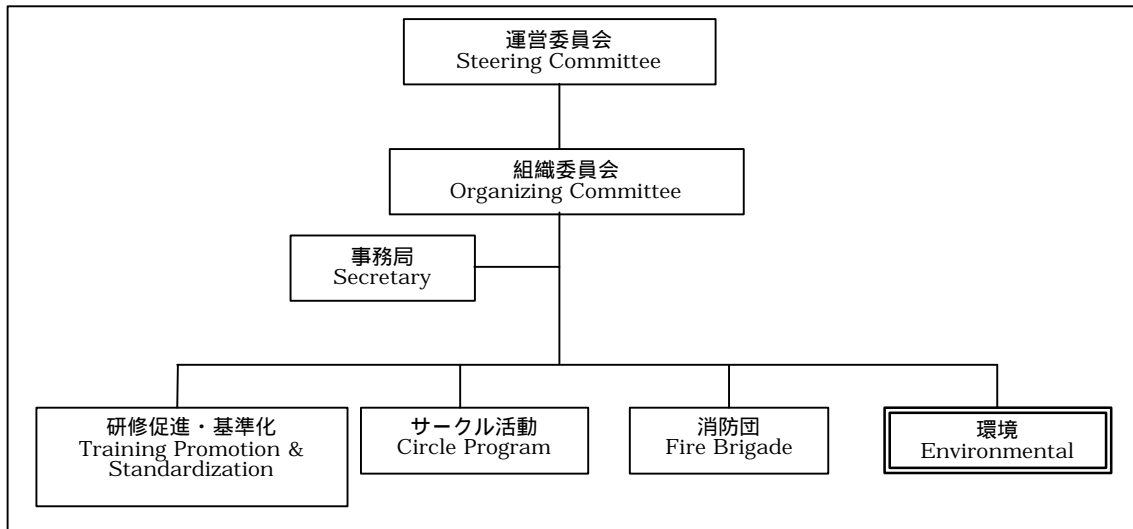 運営委員会
Steering Committee
組織委員会
Organizing Committee
事務局
Secretary
研修促進・基準化
Training Promotion &
Standardization
サークル活動
Circle Program
消防団
Fire Brigade
環境
Environmental